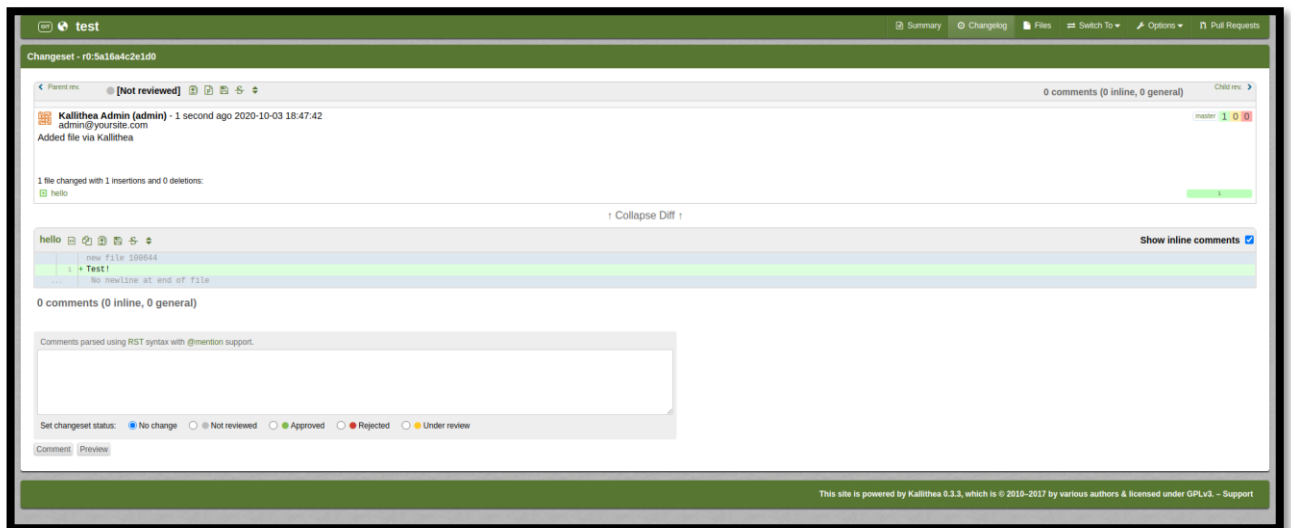 GIT test Summary Changelog Files Switch To Options Pull Requests
Changeset - r0:5a16a4c2e1d0
Parent rev. [Not reviewed] 0 comments (0 inline, 0 general) Child rev.
Kallithea Admin (admin) - 1 second ago 2020-10-03 18:47:42 master 1 0 0
admin@yoursite.com
Added file via Kallithea
1 file changed with 1 insertions and 0 deletions:
hello 1
↑ Collapse Diff ↑
hello Show inline comments
new file 100644
1 + Test!
... No newline at end of file
0 comments (0 inline, 0 general)
Comments parsed using RST syntax with @mention support.
Set changeset status: No change Not reviewed Approved Rejected Under review
Comment Preview
This site is powered by Kallithea 0.3.3, which is © 2010–2017 by various authors & licensed under GPLv3. – Support